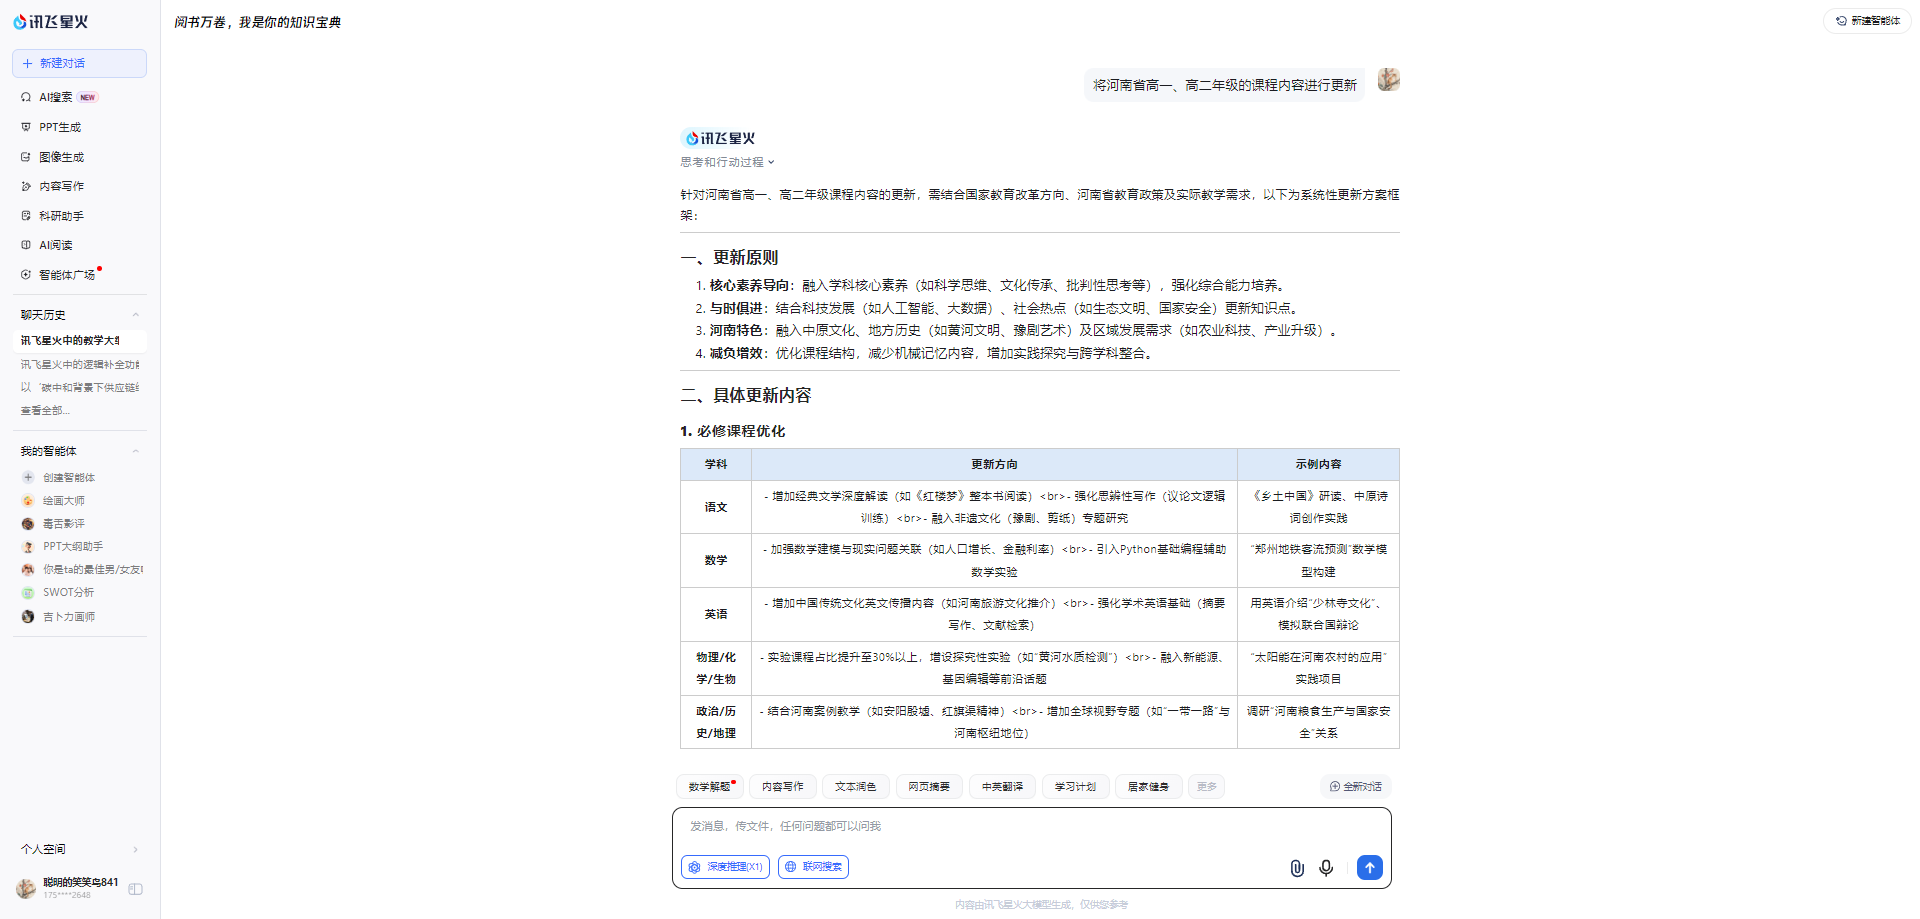 讯飞星火
新建对话
AI搜索 NEW
PPT生成
图像生成
内容写作
科研助手
AI阅读
智能体广场
聊天历史
讯飞星火中的教学大纲
讯飞星火中的逻辑补全功能
以“碳中和背景下供应链
查看全部...
我的智能体
创建智能体
绘画大师
毒舌影评
PPT大纲助手
你是ta的最佳男/女友
SWOT分析
吉卜力画师
个人空间
聪明的笑笑鸟841
175****2648
阅书万卷，我是你的知识宝典
新建智能体
将河南省高一、高二年级的课程内容进行更新
讯飞星火
思考和行动过程
针对河南省高一、高二年级课程内容的更新，需结合国家教育改革方向、河南省教育政策及实际教学需求，以下为系统性更新方案框
架：
一、更新原则
1. 核心素养导向：融入学科核心素养（如科学思维、文化传承、批判性思考等），强化综合能力培养。
2. 与时俱进：结合科技发展（如人工智能、大数据）、社会热点（如生态文明、国家安全）更新知识点。
3. 河南特色：融入中原文化、地方历史（如黄河文明、豫剧艺术）及区域发展需求（如农业科技、产业升级）。
4. 减负增效：优化课程结构，减少机械记忆内容，增加实践探究与跨学科整合。
二、具体更新内容
1. 必修课程优化
学科 更新方向 示例内容
语文
- 增加经典文学深度解读（如《红楼梦》整本书阅读）<br>- 强化思辨性写作（议论文逻辑
训练）<br>- 融入非遗文化（豫剧、剪纸）专题研究
《乡土中国》研读、中原诗
词创作实践
数学
- 加强数学建模与现实问题关联（如人口增长、金融利率）<br>- 引入Python基础编程辅助
数学实验
“郑州地铁客流预测”数学模
型构建
英语
- 增加中国传统文化英文传播内容（如河南旅游文化推介）<br>- 强化学术英语基础（摘要
写作、文献检索）
用英语介绍“少林寺文化”、
模拟联合国辩论
物理/化
学/生物
- 实验课程占比提升至30%以上，增设探究性实验（如“黄河水质检测”）<br>- 融入新能源、
基因编辑等前沿话题
“太阳能在河南农村的应用”
实践项目
政治/历
史/地理
- 结合河南案例教学（如安阳殷墟、红旗渠精神）<br>- 增加全球视野专题（如“一带一路”与
河南枢纽地位）
调研“河南粮食生产与国家安
全”关系
数学解题 内容写作 文本润色 网页摘要 中英翻译 学习计划 居家健身 更多 全新对话
发消息，传文件，任何问题都可以问我
深度推理(X1) 联网搜索
内容由讯飞星火大模型生成，仅供您参考